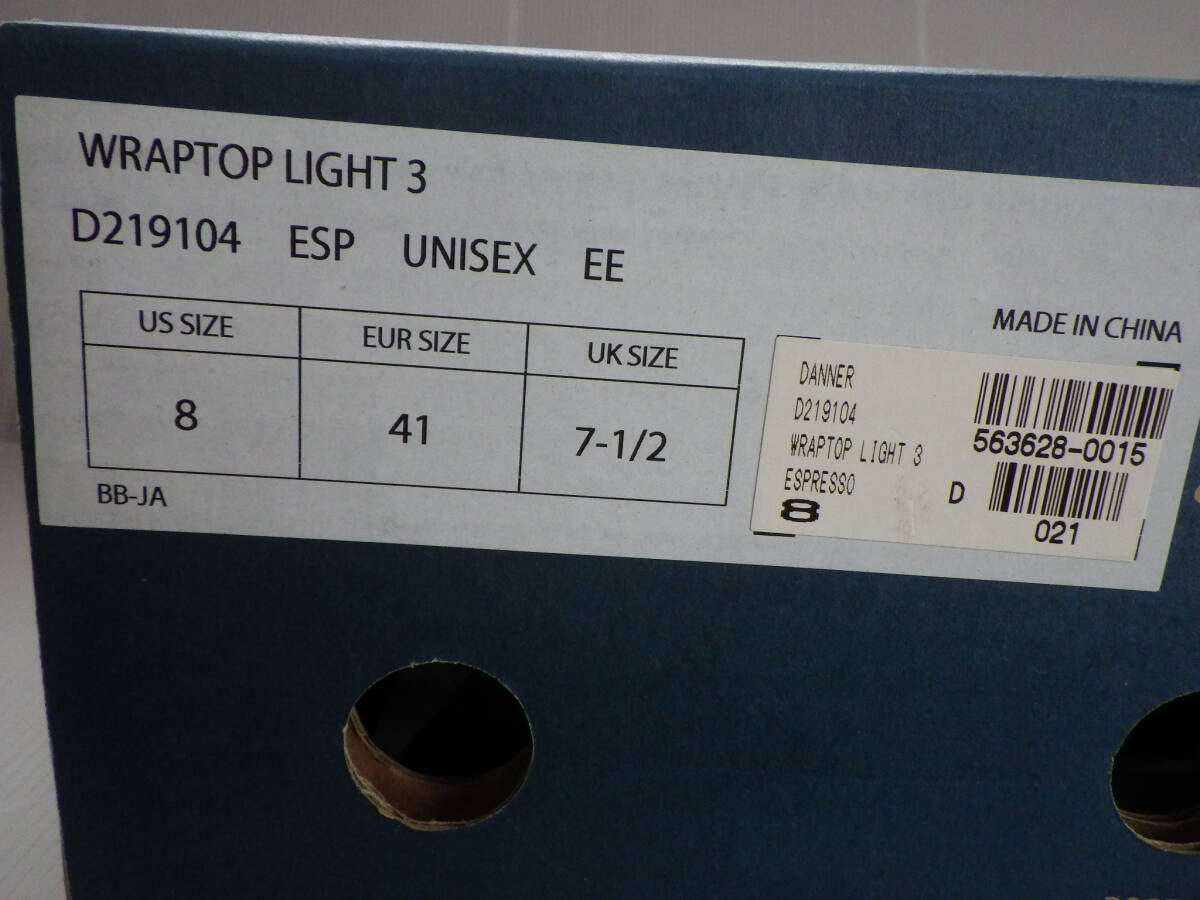 WRAPTOP LIGHT 3
D219104 ESP UNISEX EE
US SIZE EUR SIZE UK SIZE
8 41 7-1/2
BB-JA
MADE IN CHINA
DANNER
D219104
WRAPTOP LIGHT 3
ESPRESSO
8
563628-0015
D
021